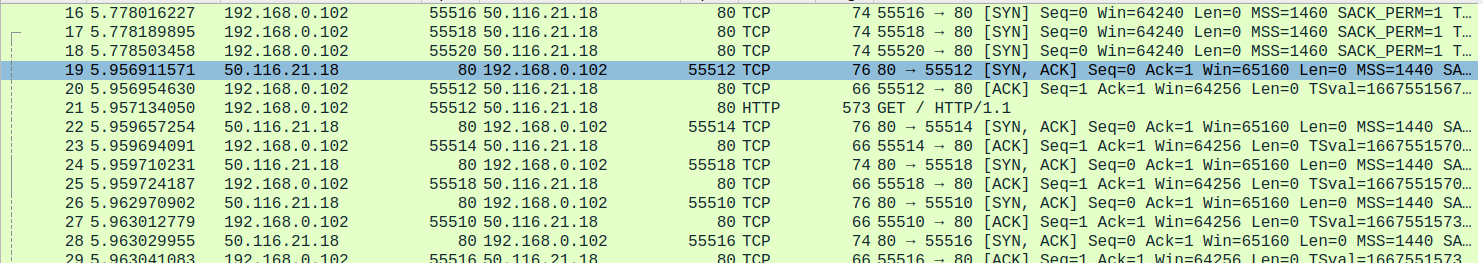 16 5.778016227 192.168.0.102 55516 50.116.21.18 80 TCP 74 55516 → 80 [SYN] Seq=0 Win=64240 Len=0 MSS=1460 SACK_PERM=1 T…
17 5.778189895 192.168.0.102 55518 50.116.21.18 80 TCP 74 55518 → 80 [SYN] Seq=0 Win=64240 Len=0 MSS=1460 SACK_PERM=1 T…
18 5.778503458 192.168.0.102 55520 50.116.21.18 80 TCP 74 55520 → 80 [SYN] Seq=0 Win=64240 Len=0 MSS=1460 SACK_PERM=1 T…
19 5.956911571 50.116.21.18 80 192.168.0.102 55512 TCP 76 80 → 55512 [SYN, ACK] Seq=0 Ack=1 Win=65160 Len=0 MSS=1440 SA…
20 5.956954630 192.168.0.102 55512 50.116.21.18 80 TCP 66 55512 → 80 [ACK] Seq=1 Ack=1 Win=64256 Len=0 TSval=1667551567…
21 5.957134050 192.168.0.102 55512 50.116.21.18 80 HTTP 573 GET / HTTP/1.1
22 5.959657254 50.116.21.18 80 192.168.0.102 55514 TCP 76 80 → 55514 [SYN, ACK] Seq=0 Ack=1 Win=65160 Len=0 MSS=1440 SA…
23 5.959694091 192.168.0.102 55514 50.116.21.18 80 TCP 66 55514 → 80 [ACK] Seq=1 Ack=1 Win=64256 Len=0 TSval=1667551570…
24 5.959710231 50.116.21.18 80 192.168.0.102 55518 TCP 74 80 → 55518 [SYN, ACK] Seq=0 Ack=1 Win=65160 Len=0 MSS=1440 SA…
25 5.959724187 192.168.0.102 55518 50.116.21.18 80 TCP 66 55518 → 80 [ACK] Seq=1 Ack=1 Win=64256 Len=0 TSval=1667551570…
26 5.962970902 50.116.21.18 80 192.168.0.102 55510 TCP 76 80 → 55510 [SYN, ACK] Seq=0 Ack=1 Win=65160 Len=0 MSS=1440 SA…
27 5.963012779 192.168.0.102 55510 50.116.21.18 80 TCP 66 55510 → 80 [ACK] Seq=1 Ack=1 Win=64256 Len=0 TSval=1667551573…
28 5.963029955 50.116.21.18 80 192.168.0.102 55516 TCP 74 80 → 55516 [SYN, ACK] Seq=0 Ack=1 Win=65160 Len=0 MSS=1440 SA…
29 5.963041083 192.168.0.102 55516 50.116.21.18 80 TCP 66 55516 → 80 [ACK] Seq=1 Ack=1 Win=64256 Len=0 TSval=1667551573…